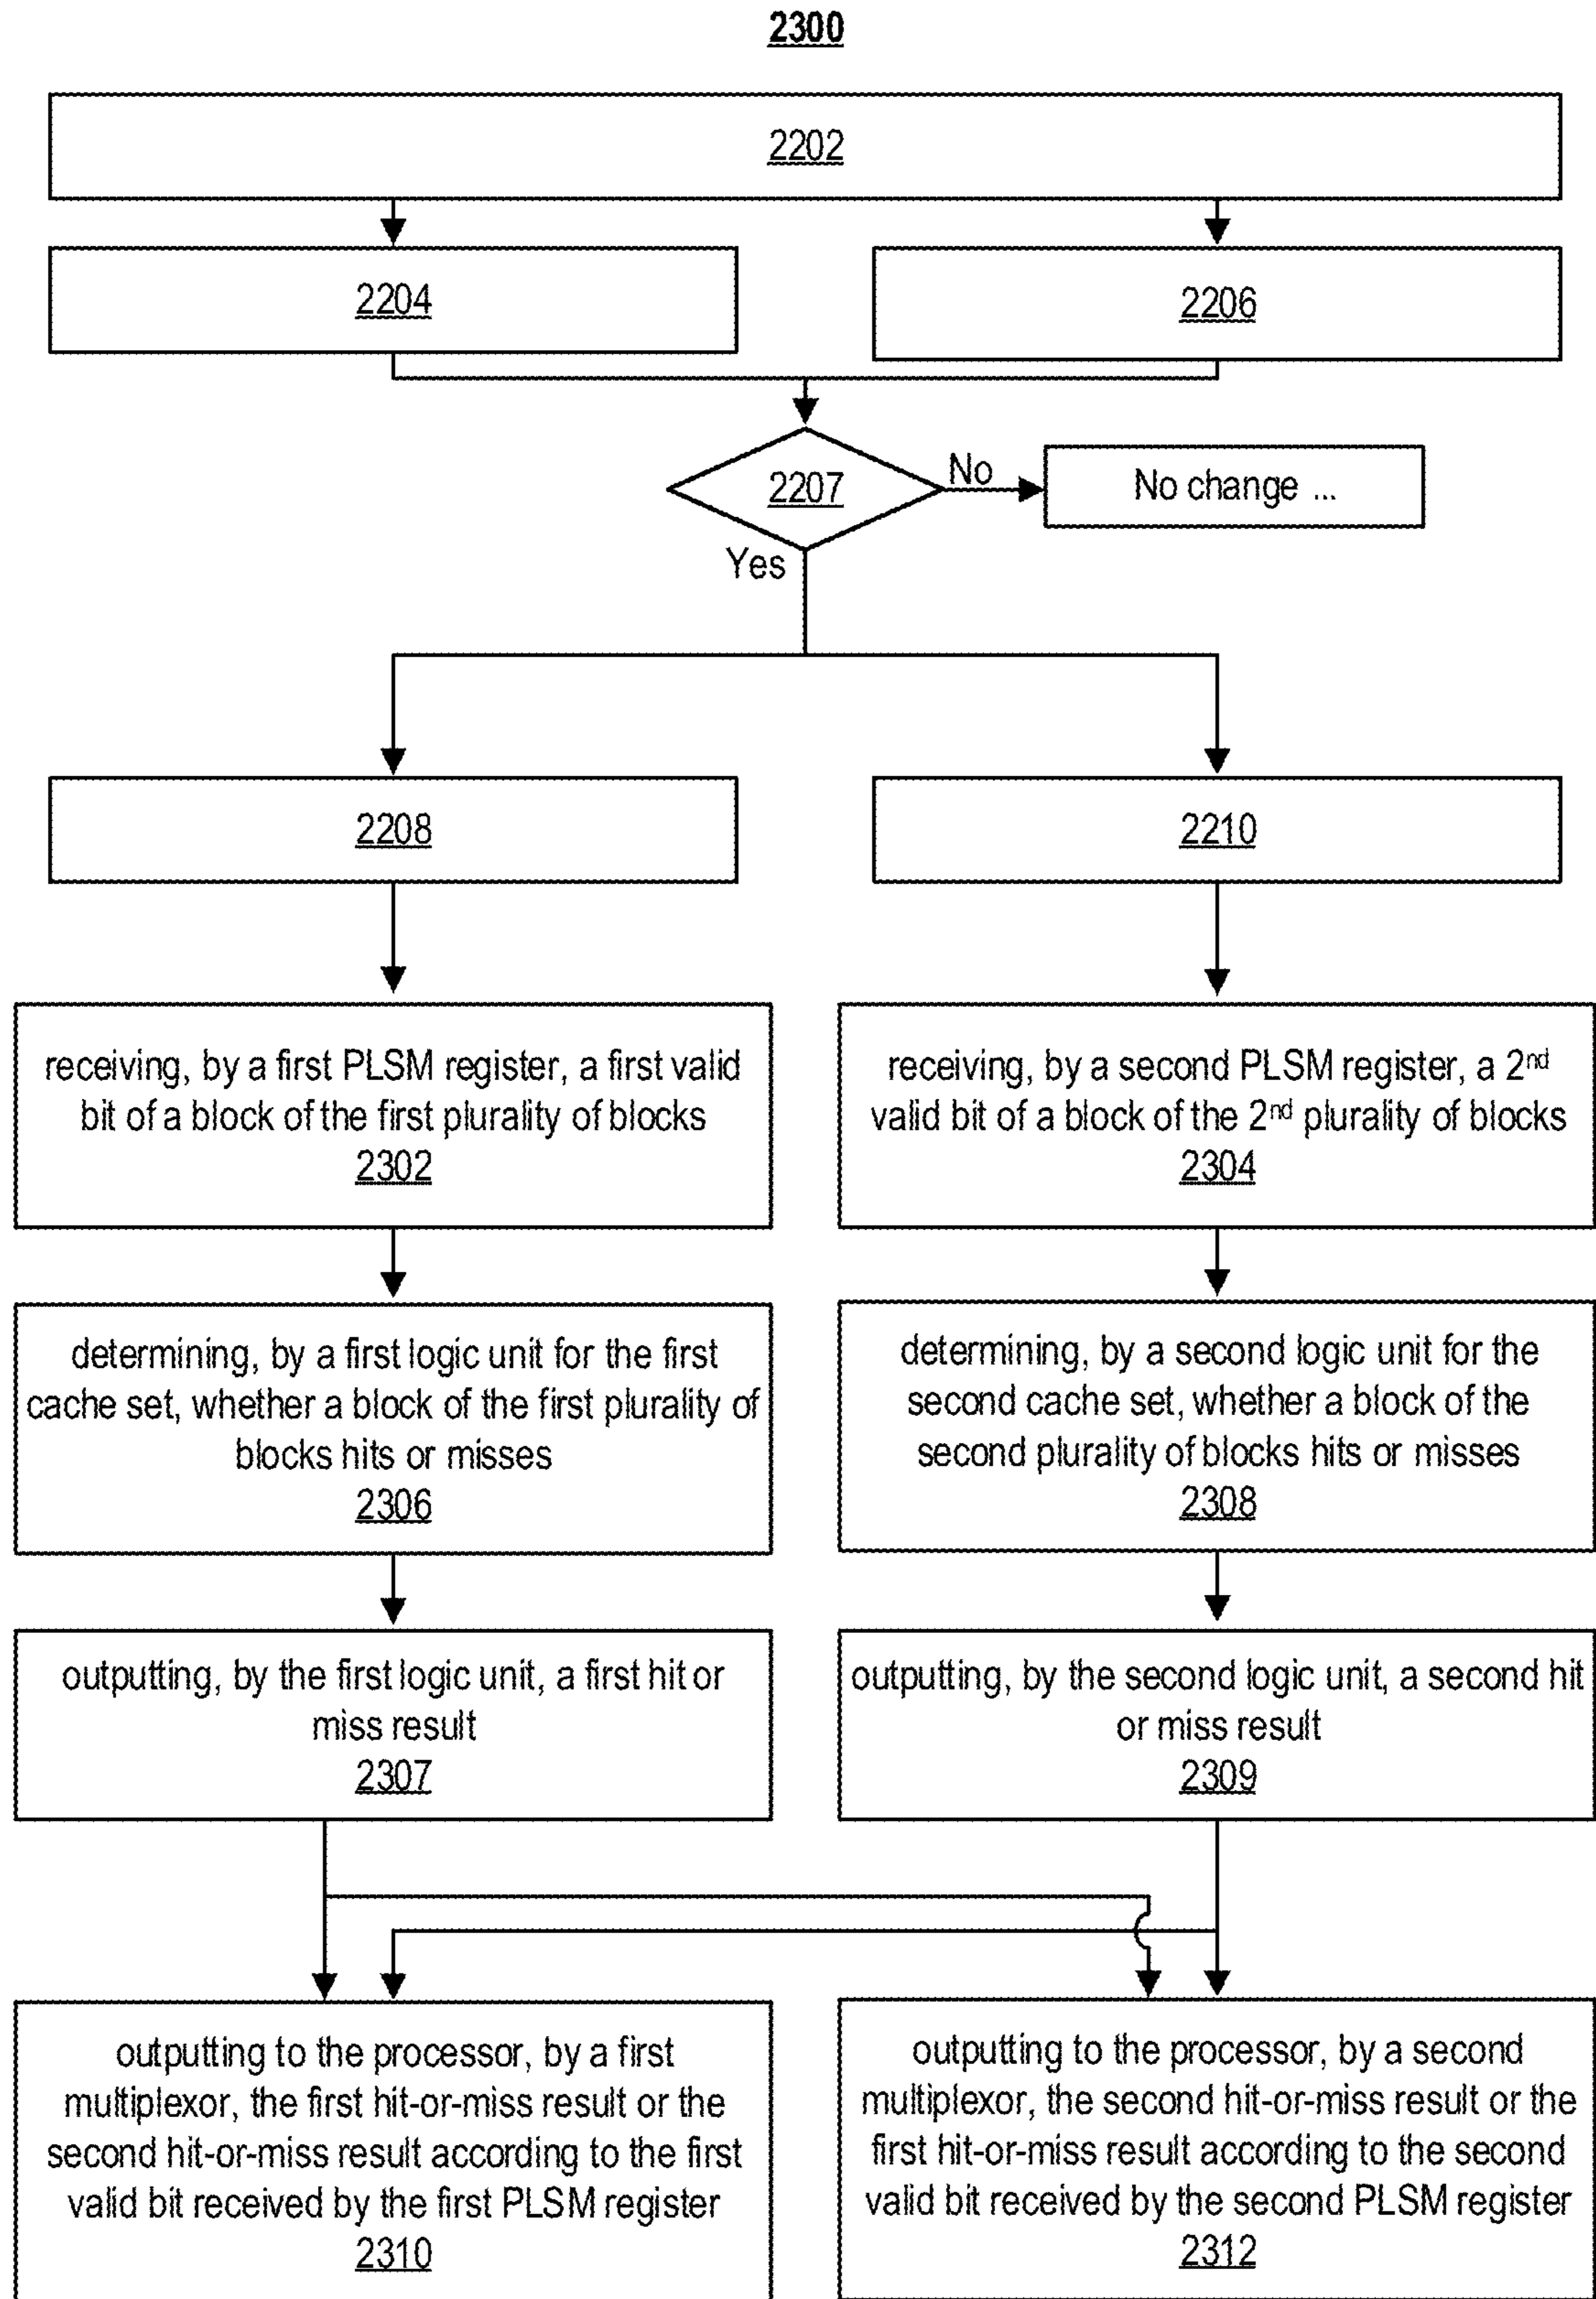 2300
2202
2204
2206
2207
No
No change ...
Yes
2208
2210
receiving, by a first PLSM register, a first valid
bit of a block of the first plurality of blocks
2302
receiving, by a second PLSM register, a 2nd
valid bit of a block of the 2nd plurality of blocks
2304
determining, by a first logic unit for the first
cache set, whether a block of the first plurality of
blocks hits or misses
2306
determining, by a second logic unit for the
second cache set, whether a block of the
second plurality of blocks hits or misses
2308
outputting, by the first logic unit, a first hit or
miss result
2307
outputting, by the second logic unit, a second hit
or miss result
2309
outputting to the processor, by a first
multiplexor, the first hit-or-miss result or the
second hit-or-miss result according to the first
valid bit received by the first PLSM register
2310
outputting to the processor, by a second
multiplexor, the second hit-or-miss result or the
first hit-or-miss result according to the second
valid bit received by the second PLSM register
2312